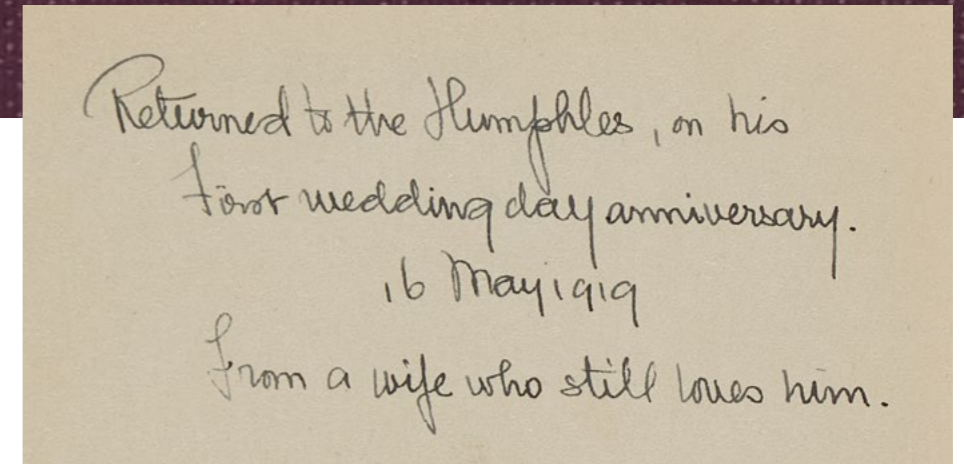 Returned to the Humphles, on his
First wedding day anniversary.
16 May 1919
From a wife who still loves him.